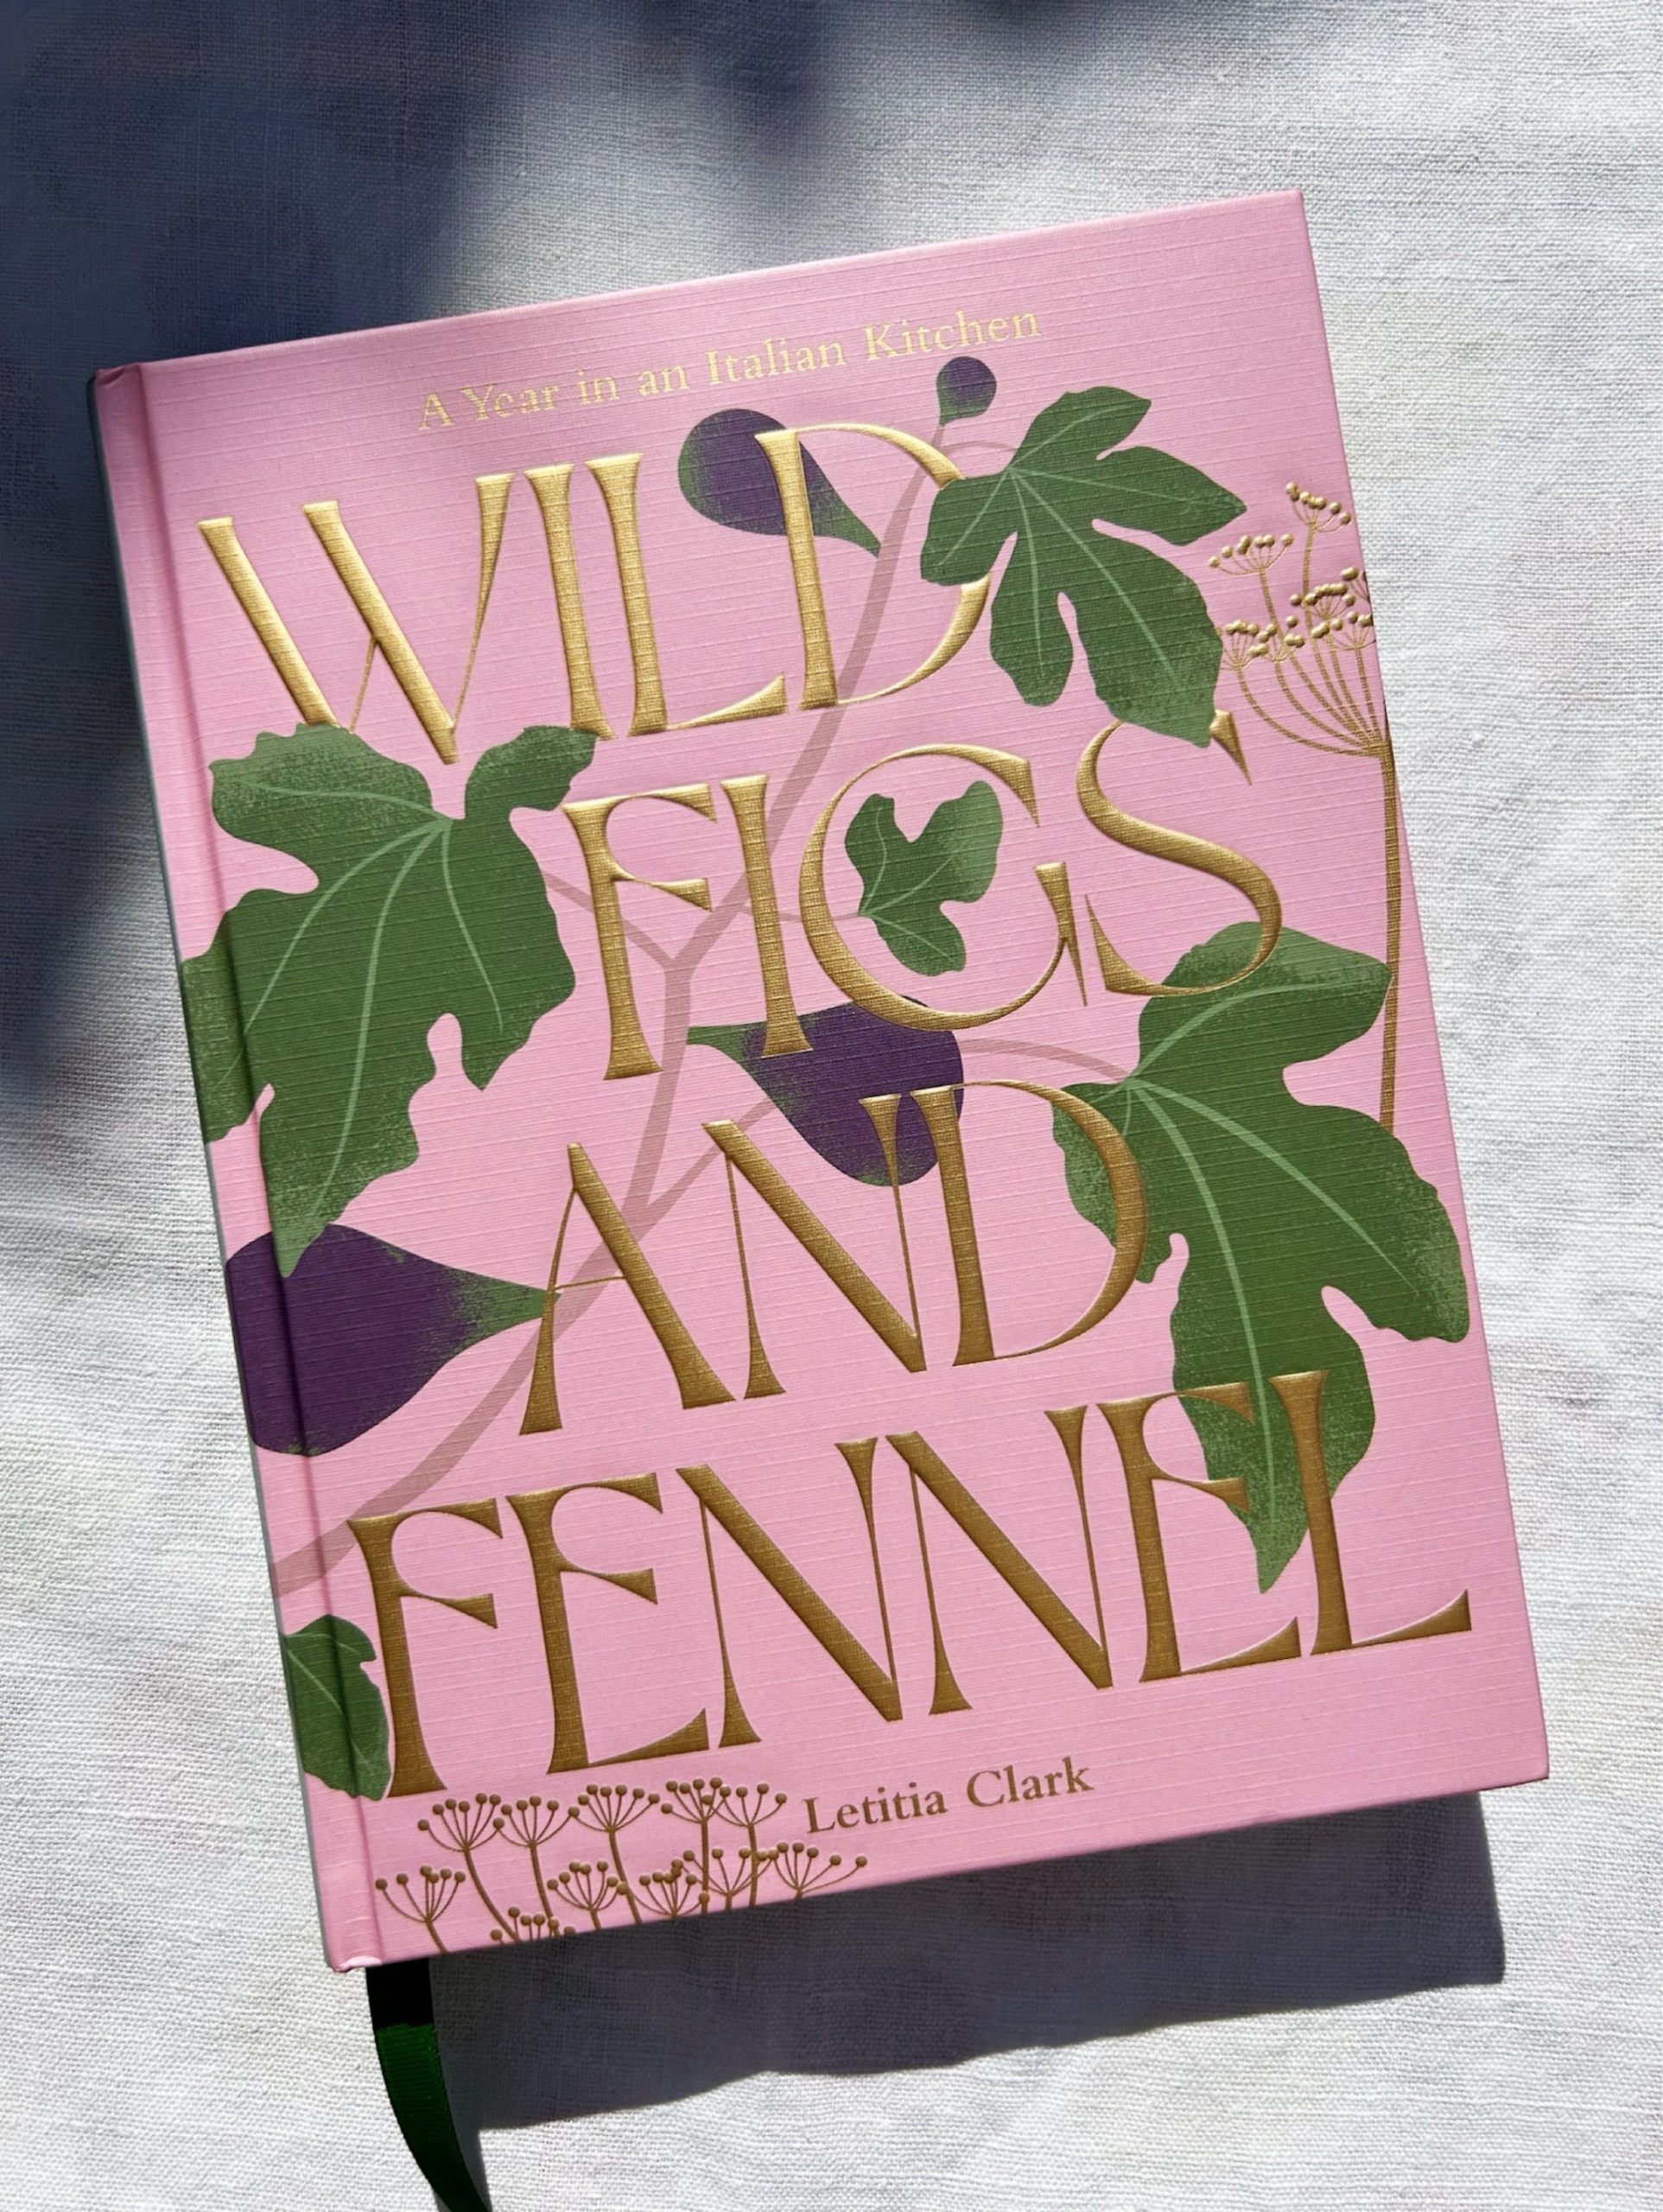 A Year in an Italian Kitchen
WILD
FIGS
AND
FENNEL
Letitia Clark